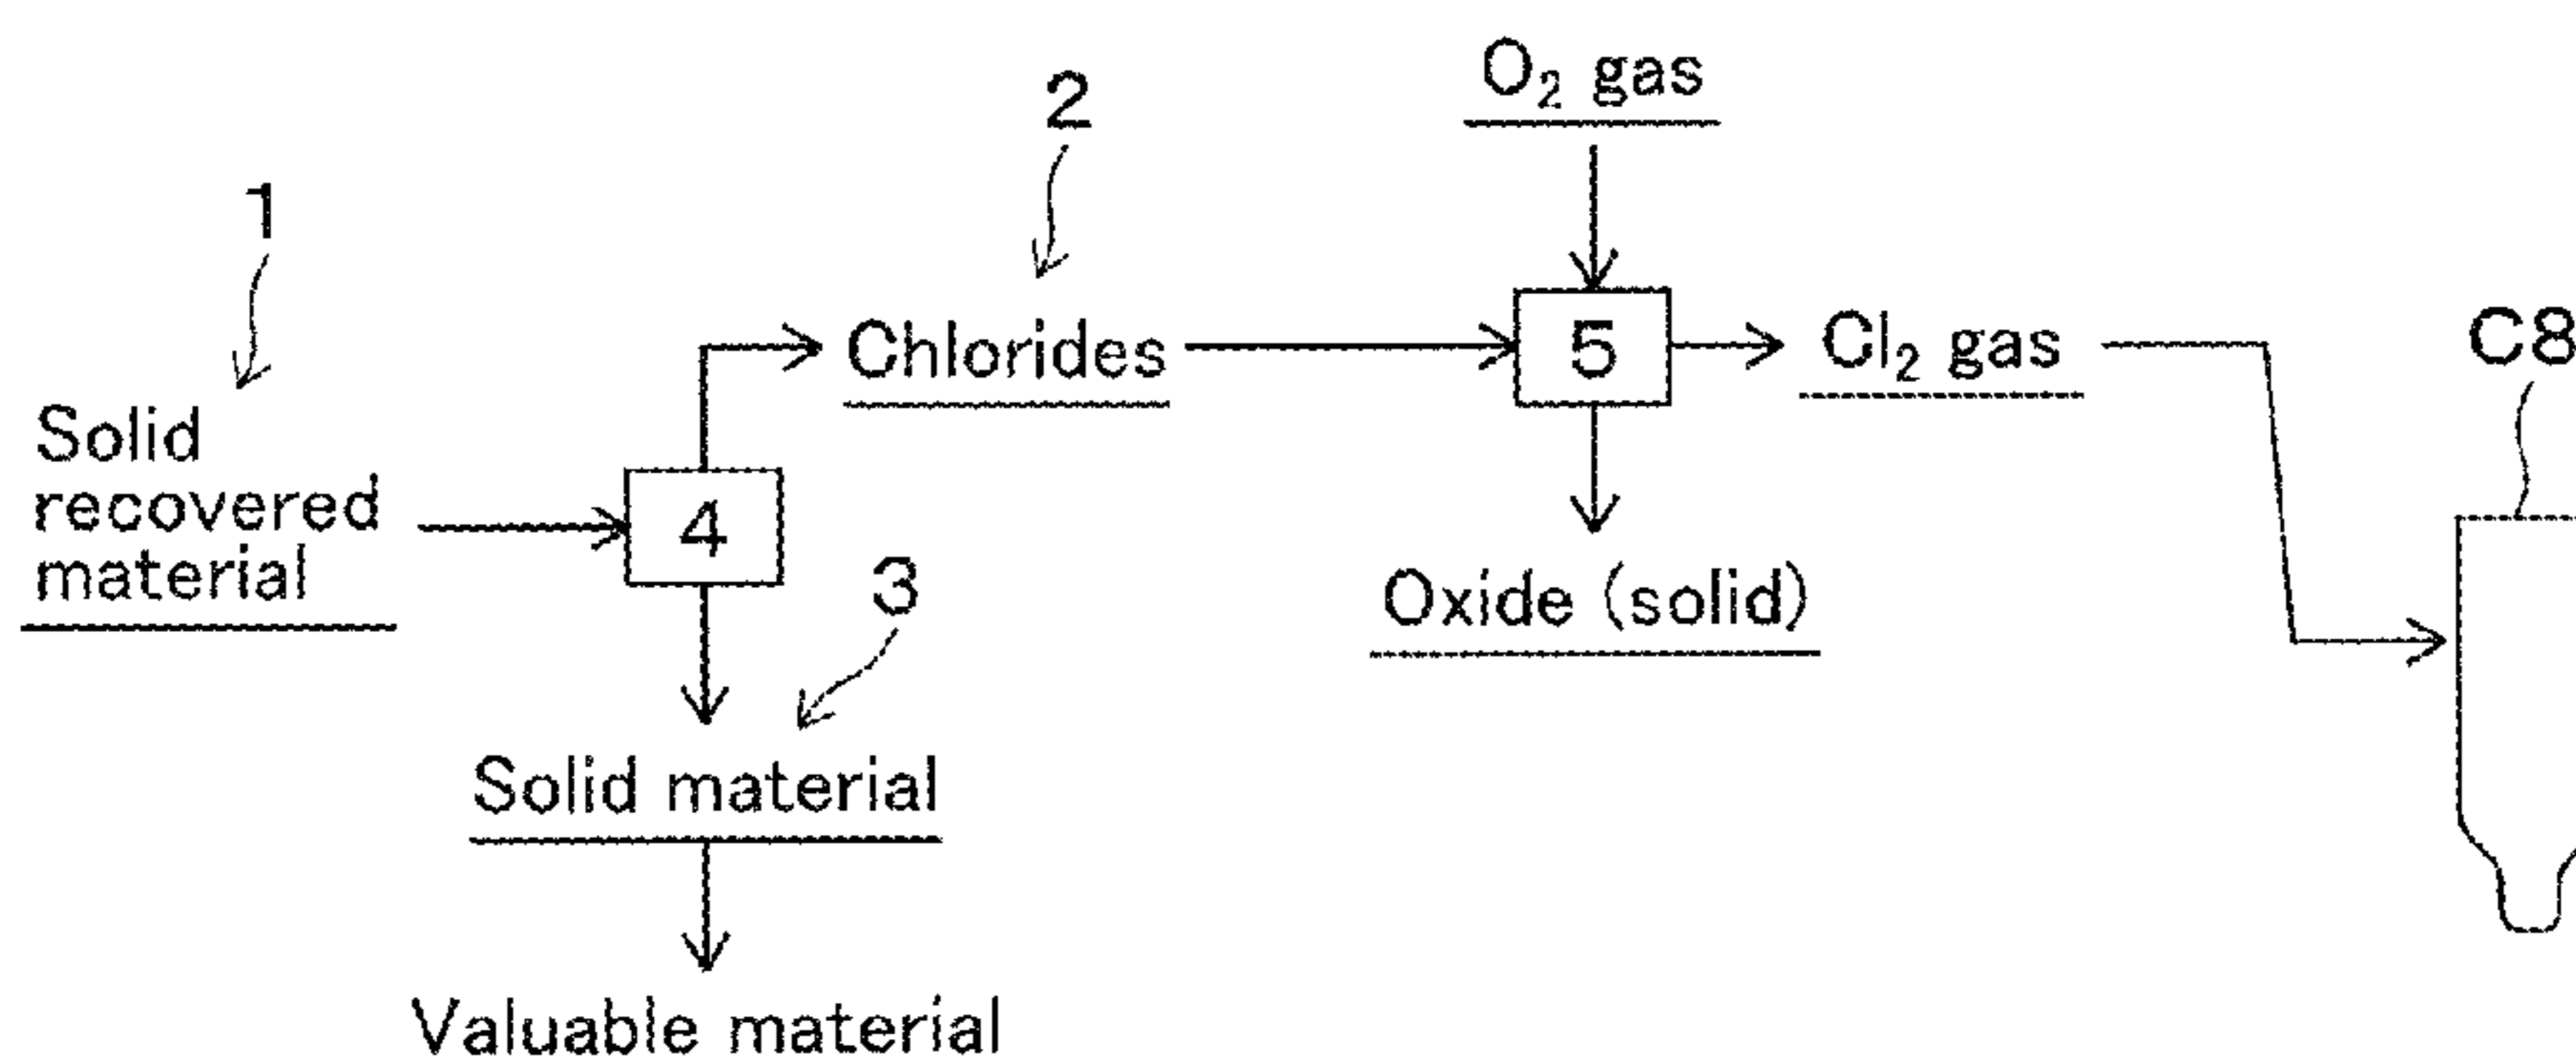 O₂ gas
2
1
C8
Chlorides
5
Cl₂ gas
Solid
recovered
material
4
3
Oxide (solid)
Solid material
Valuable material